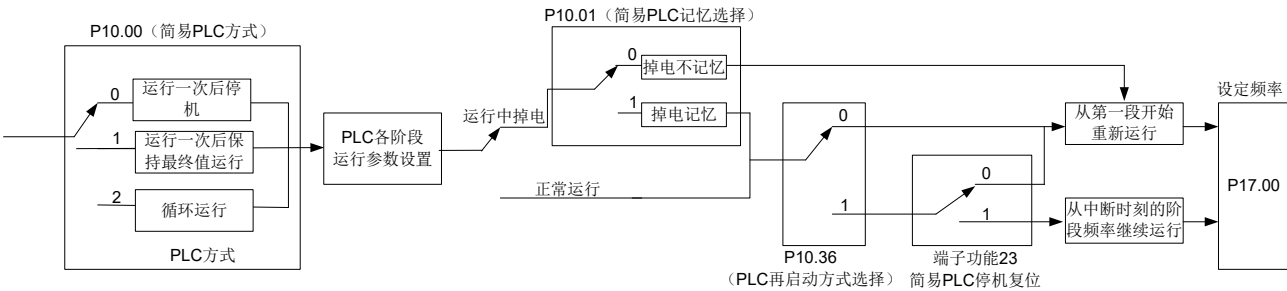 P10.00（简易PLC方式）
0
运行一次后停
机
1
运行一次后保
持最终值运行
2
循环运行
PLC方式
PLC各阶段
运行参数设置
运行中掉电
正常运行
P10.01（简易PLC记忆选择）
0
掉电不记忆
1
掉电记忆
0
1
P10.36
（PLC再启动方式选择）
0
1
端子功能23
简易PLC停机复位
从第一段开始
重新运行
从中断时刻的阶
段频率继续运行
设定频率
P17.00